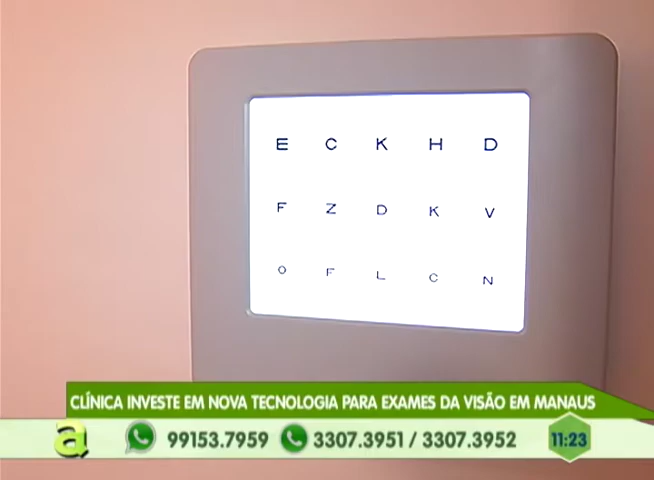 E C K H D
F Z D K V
O F L C N
CLÍNICA INVESTE EM NOVA TECNOLOGIA PARA EXAMES DA VISÃO EM MANAUS
a 99153.7959 3307.3951 / 3307.3952 11:23